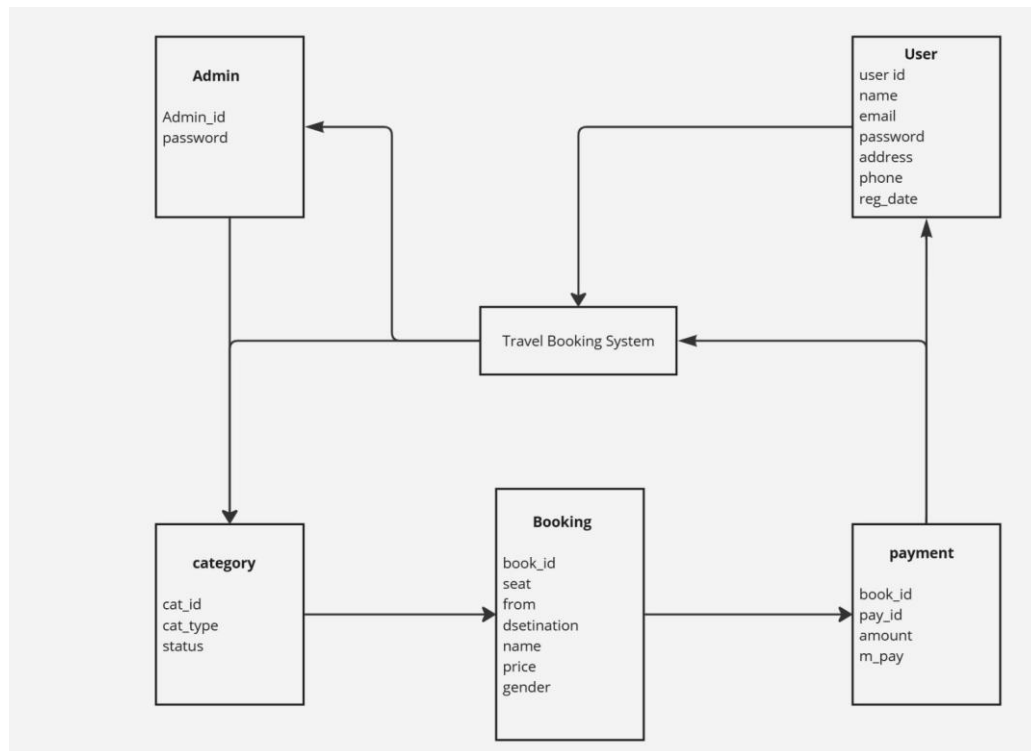 Admin
Admin_id
password
User
user id
name
email
password
address
phone
reg_date
Travel Booking System
category
cat_id
cat_type
status
Booking
book_id
seat
from
dsetination
name
price
gender
payment
book_id
pay_id
amount
m_pay